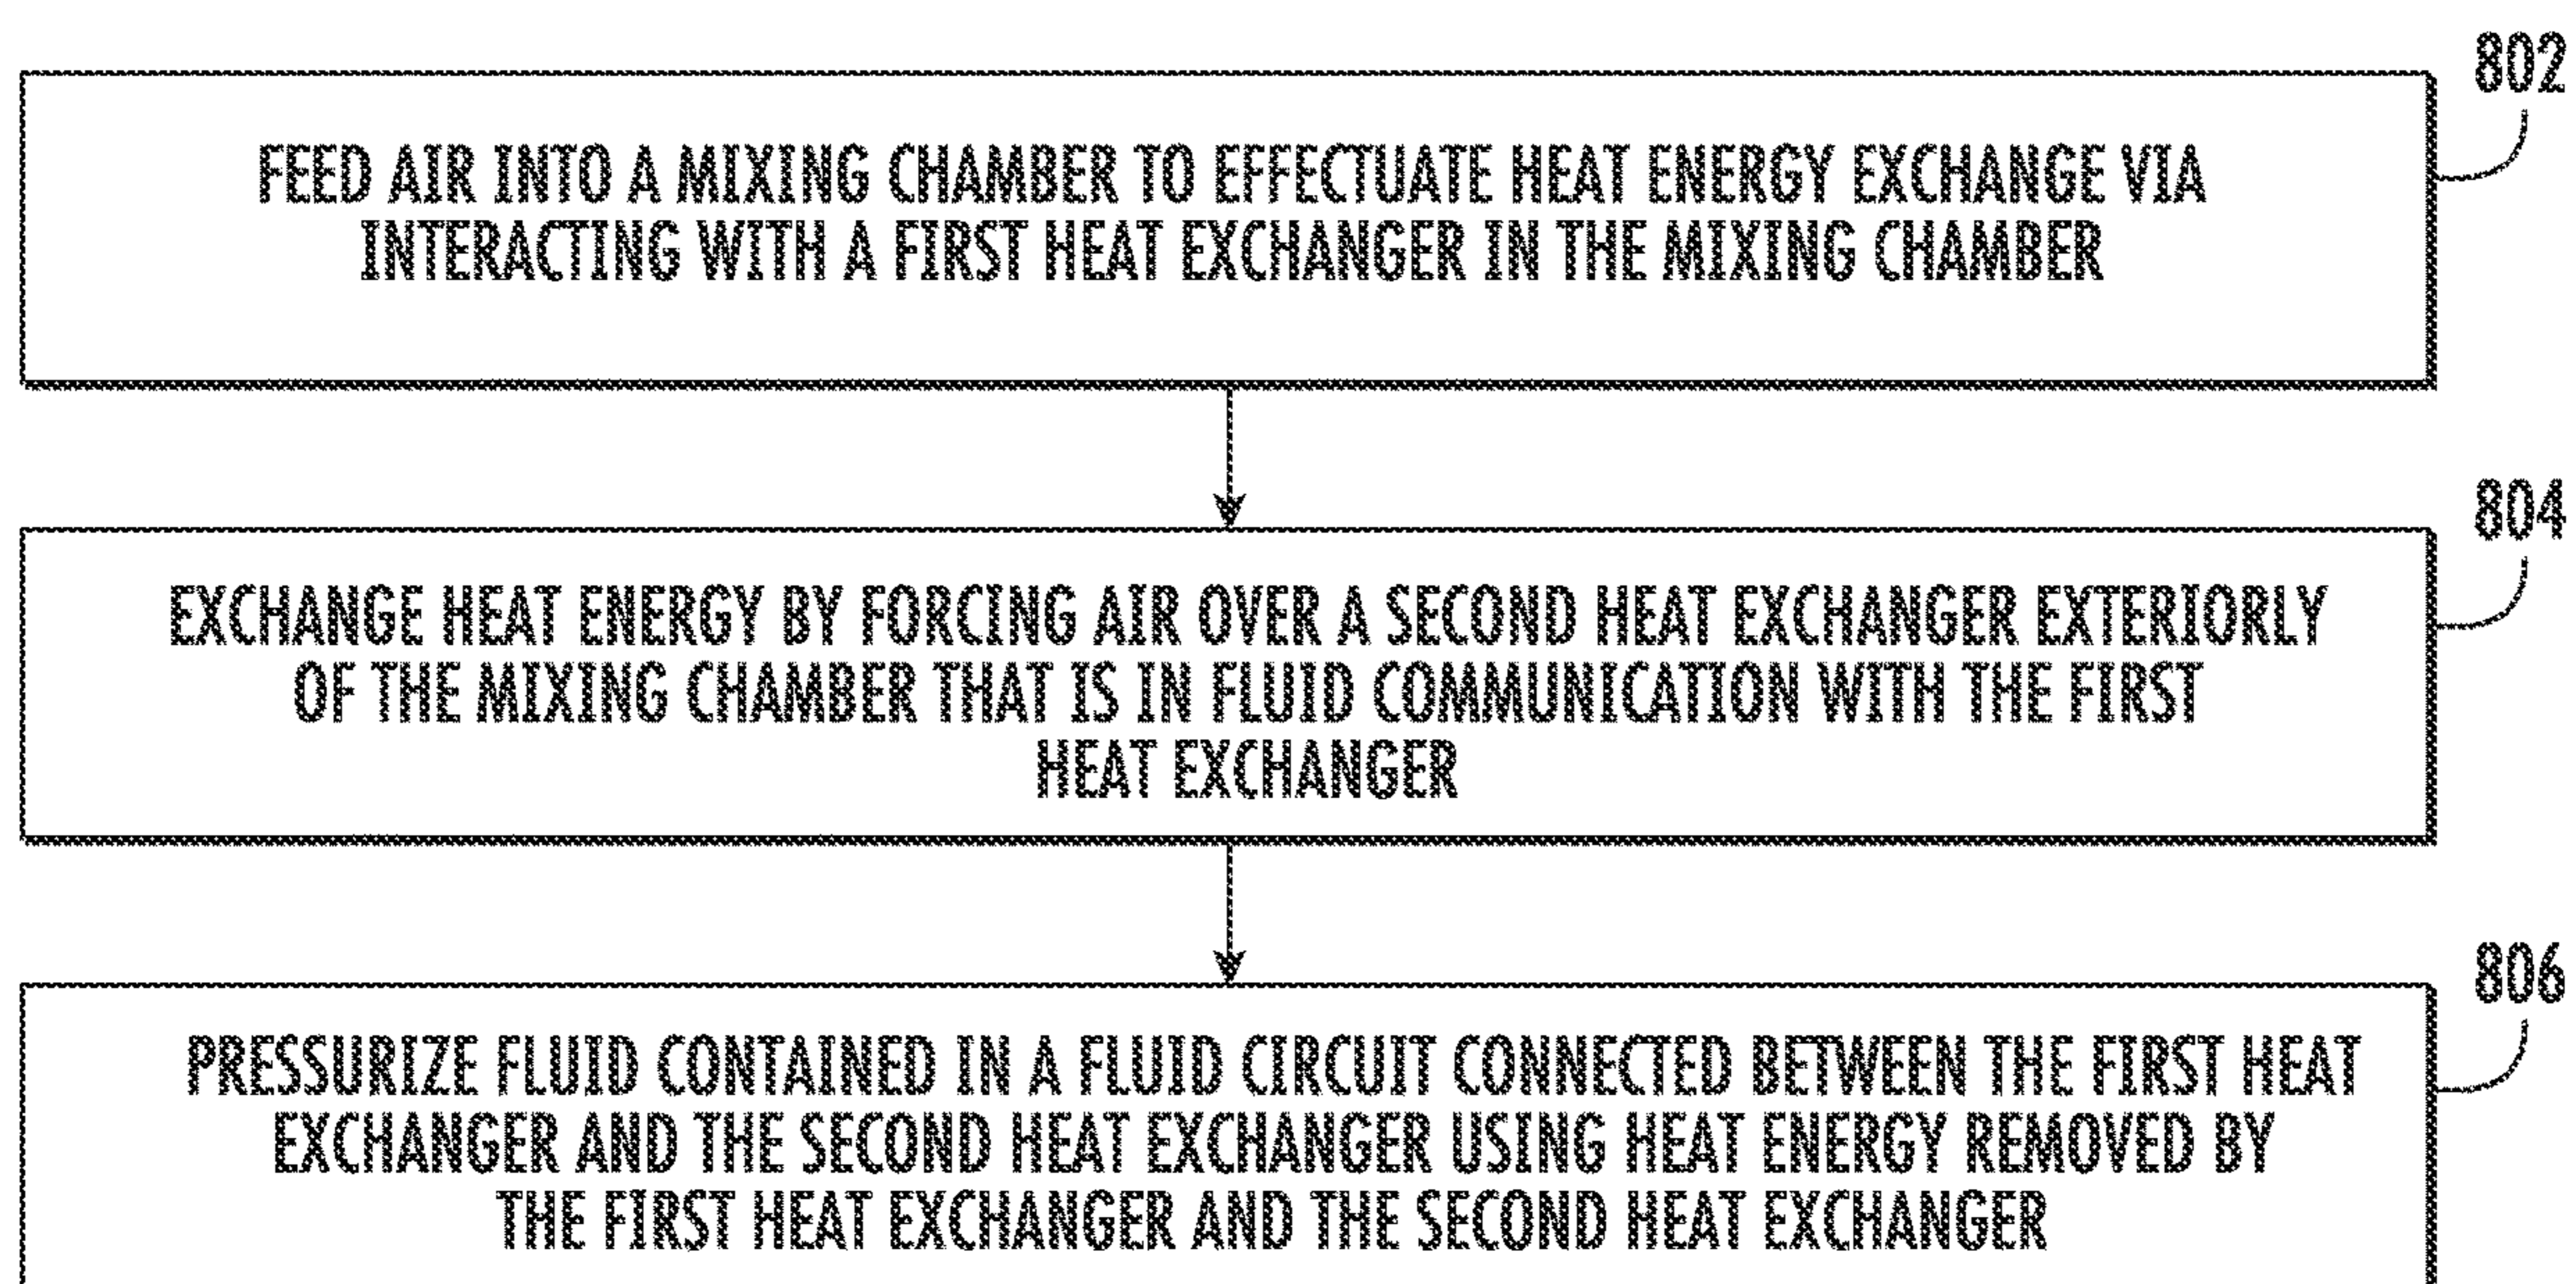 802
FEED AIR INTO A MIXING CHAMBER TO EFFECTUATE HEAT ENERGY EXCHANGE VIA
INTERACTING WITH A FIRST HEAT EXCHANGER IN THE MIXING CHAMBER
804
EXCHANGE HEAT ENERGY BY FORCING AIR OVER A SECOND HEAT EXCHANGER EXTERIORLY
OF THE MIXING CHAMBER THAT IS IN FLUID COMMUNICATION WITH THE FIRST
HEAT EXCHANGER
806
PRESSURIZE FLUID CONTAINED IN A FLUID CIRCUIT CONNECTED BETWEEN THE FIRST HEAT
EXCHANGER AND THE SECOND HEAT EXCHANGER USING HEAT ENERGY REMOVED BY
THE FIRST HEAT EXCHANGER AND THE SECOND HEAT EXCHANGER